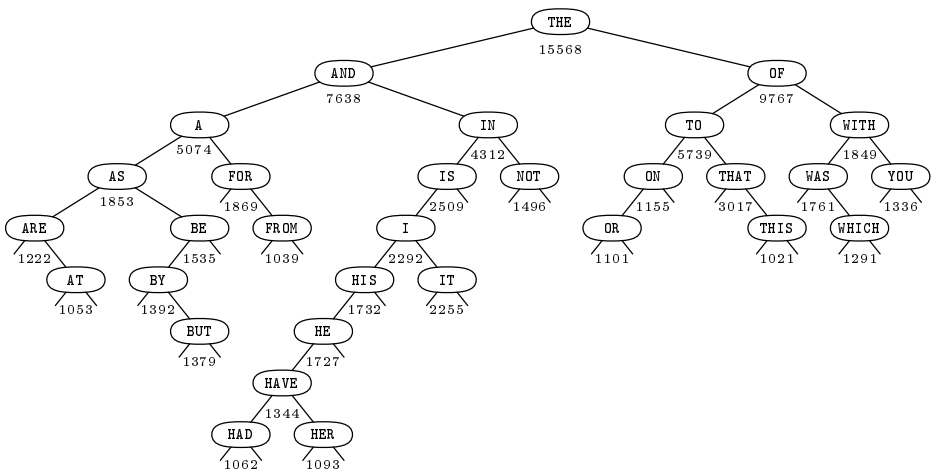 THE
15568
AND OF
7638 9767
A IN TO WITH
5074 4312 5739 1849
AS FOR IS NOT ON THAT WAS YOU
1853 1869 2509 1496 1155 3017 1761 1336
ARE BE FROM I OR THIS WHICH
1222 1535 1039 2292 1101 1021 1291
AT BY HIS IT
1053 1392 1732 2255
BUT HE
1379 1727
HAVE
1344
HAD HER
1062 1093